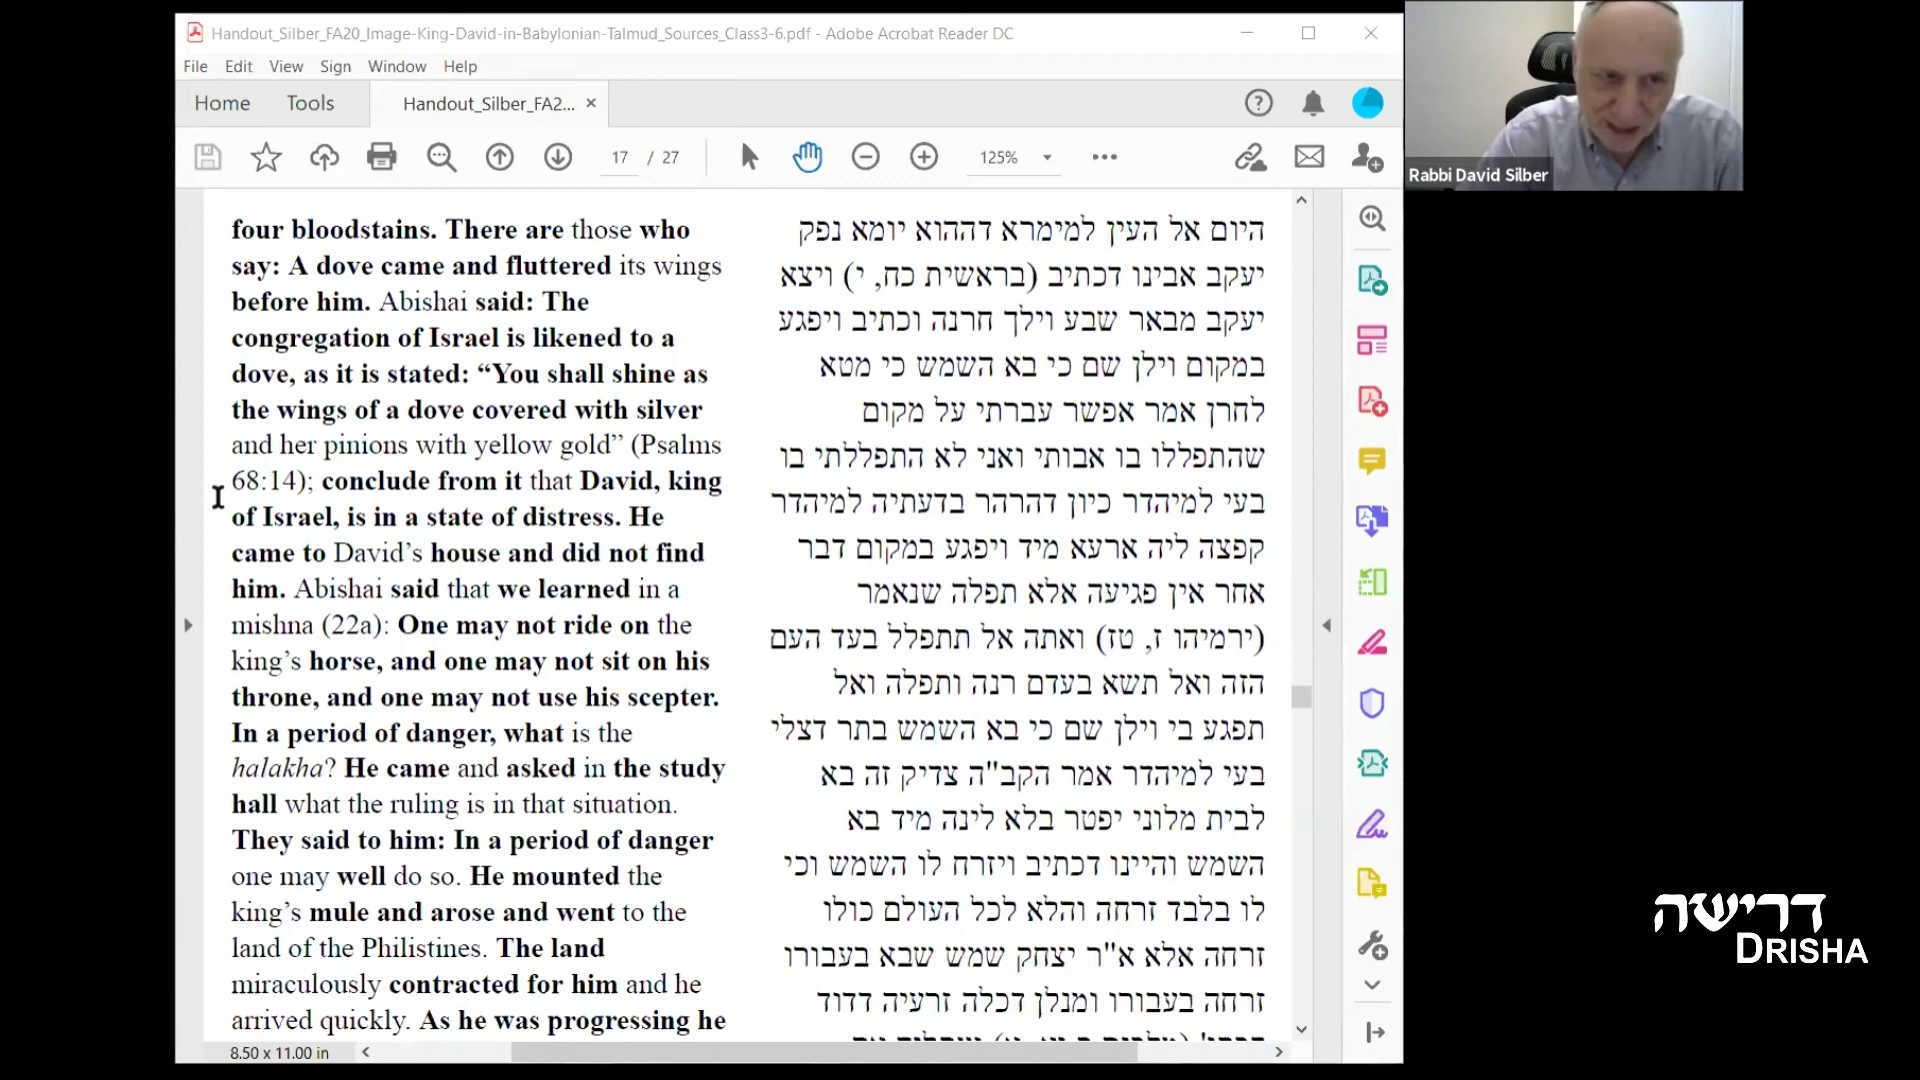 Handout_Silber_FA20_Image-King-David-in-Babylonian-Talmud_Sources_Class3-6.pdf - Adobe Acrobat Reader DC
File Edit View Sign Window Help
Home Tools Handout_Silber_FA2... ×
17 / 27 125%
Rabbi David Silber
four bloodstains. There are those who
say: A dove came and fluttered its wings
before him. Abishai said: The
congregation of Israel is likened to a
dove, as it is stated: “You shall shine as
the wings of a dove covered with silver
and her pinions with yellow gold” (Psalms
68:14); conclude from it that David, king
of Israel, is in a state of distress. He
came to David’s house and did not find
him. Abishai said that we learned in a
mishna (22a): One may not ride on the
king’s horse, and one may not sit on his
throne, and one may not use his scepter.
In a period of danger, what is the
halakha? He came and asked in the study
hall what the ruling is in that situation.
They said to him: In a period of danger
one may well do so. He mounted the
king’s mule and arose and went to the
land of the Philistines. The land
miraculously contracted for him and he
arrived quickly. As he was progressing he
היום אל העין למימרא דההוא יומא נפק
יעקב אבינו דכתיב (בראשית כח, י) ויצא
יעקב מבאר שבע וילך חרנה וכתיב ויפגע
במקום וילן שם כי בא השמש כי מטא
לחרן אמר אפשר עברתי על מקום
שהתפללו בו אבותי ואני לא התפללתי בו
בעי למיהדר כיון דהרהר בדעתיה למיהדר
קפצה ליה ארעא מיד ויפגע במקום דבר
אחר אין פגיעה אלא תפלה שנאמר
(ירמיהו ז, טז) ואתה אל תתפלל בעד העם
הזה ואל תשא בעדם רנה ותפלה ואל
תפגע בי וילן שם כי בא השמש בתר דצלי
בעי למיהדר אמר הקב"ה צדיק זה בא
לבית מלוני יפטר בלא לינה מיד בא
השמש והיינו דכתיב ויזרח לו השמש וכי
לו בלבד זרחה והלא לכל העולם כולו
זרחה אלא א"ר יצחק שמש שבא בעבורו
זרחה בעבורו ומנלן דכלה זרעיה דדוד
8.50 x 11.00 in
דרישה
DRISHA